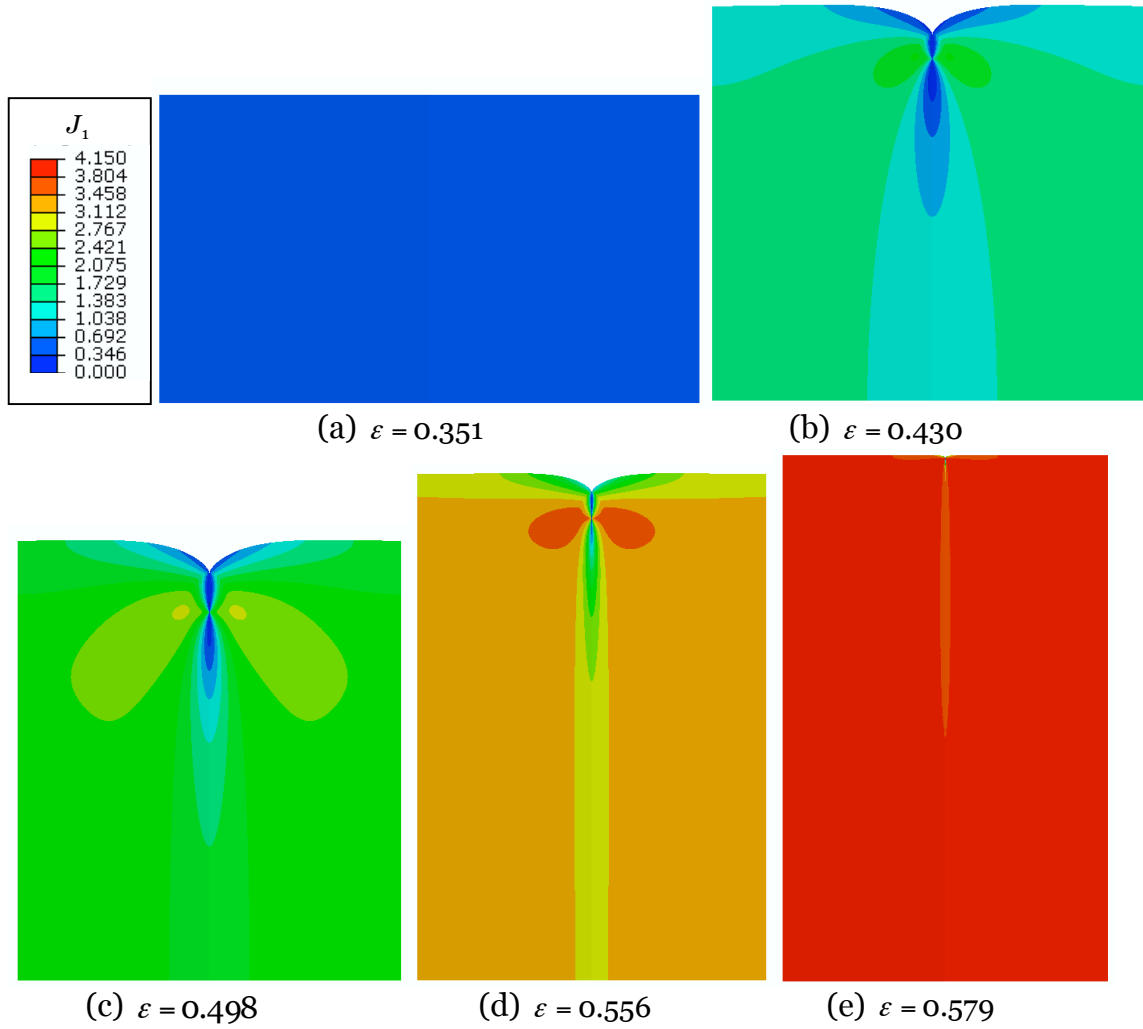 J₁
4.150
3.804
3.458
3.112
2.767
2.421
2.075
1.729
1.383
1.038
0.692
0.346
0.000
(a) ε = 0.351
(b) ε = 0.430
(c) ε = 0.498
(d) ε = 0.556
(e) ε = 0.579